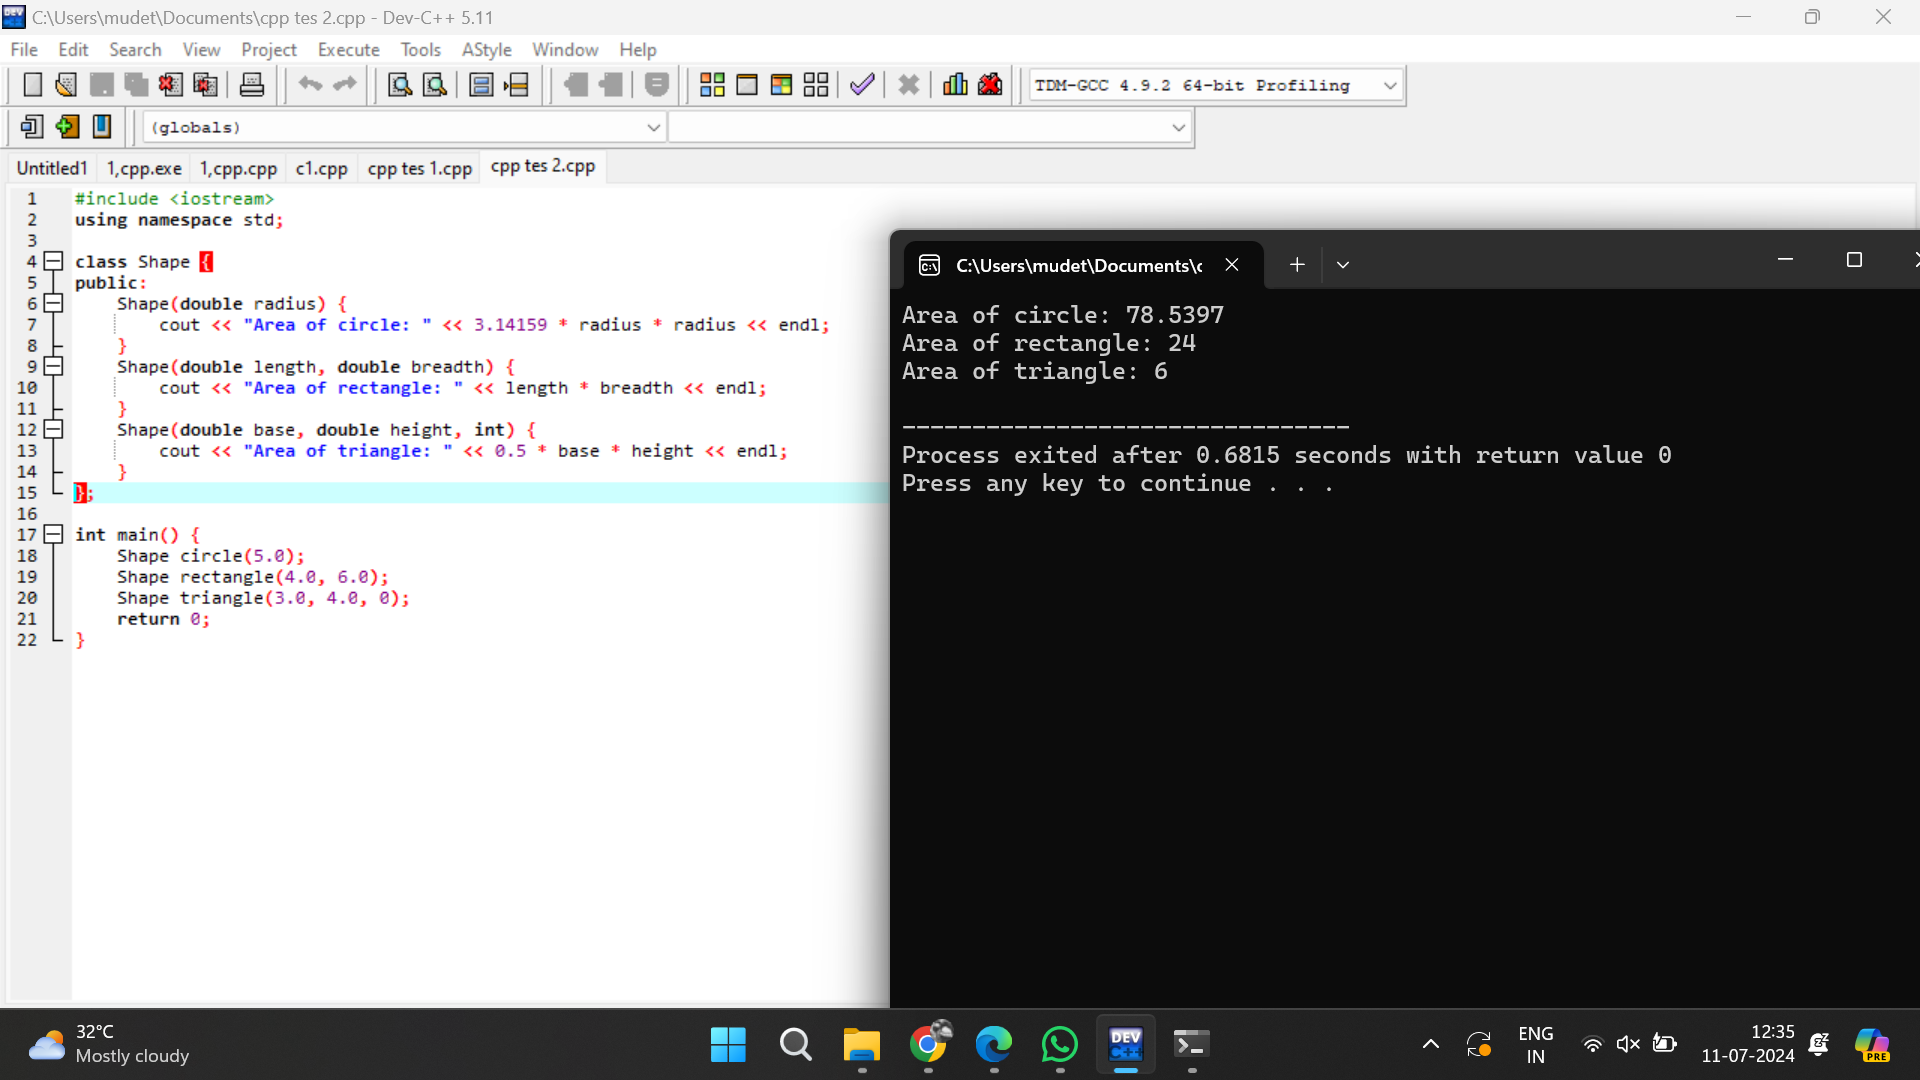 C:\Users\mudet\Documents\cpp tes 2.cpp - Dev-C++ 5.11
File Edit Search View Project Execute Tools AStyle Window Help
TDM-GCC 4.9.2 64-bit Profiling
(globals)
Untitled1 1,cpp.exe 1,cpp.cpp c1.cpp cpp tes 1.cpp cpp tes 2.cpp
1 #include <iostream>
2 using namespace std;
3
4 class Shape {
5 public:
6 Shape(double radius) {
7 cout << "Area of circle: " << 3.14159 * radius * radius << endl;
8 }
9 Shape(double length, double breadth) {
10 cout << "Area of rectangle: " << length * breadth << endl;
11 }
12 Shape(double base, double height, int) {
13 cout << "Area of triangle: " << 0.5 * base * height << endl;
14 }
15 };
16
17 int main() {
18 Shape circle(5.0);
19 Shape rectangle(4.0, 6.0);
20 Shape triangle(3.0, 4.0, 0);
21 return 0;
22 }
C:\Users\mudet\Documents\c
Area of circle: 78.5397
Area of rectangle: 24
Area of triangle: 6
--------------------------------
Process exited after 0.6815 seconds with return value 0
Press any key to continue . . .
32°C
Mostly cloudy
DEV
C++
ENG
IN
12:35
11-07-2024
PRE